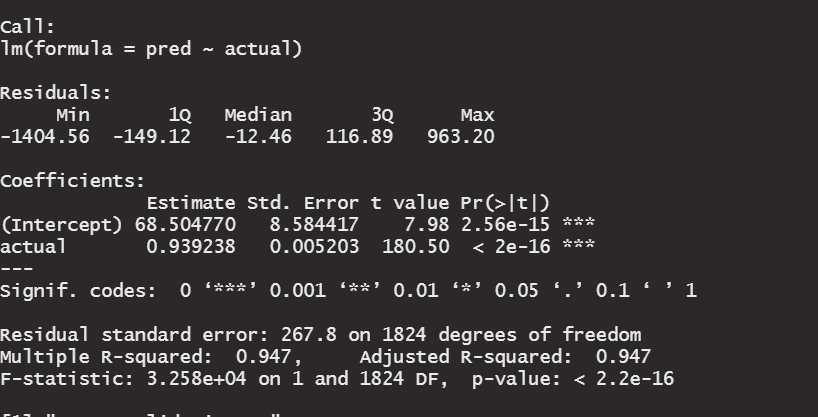 Call:
lm(formula = pred ~ actual)
Residuals:
Min 1Q Median 3Q Max
-1404.56 -149.12 -12.46 116.89 963.20
Coefficients:
Estimate Std. Error t value Pr(>|t|)
(Intercept) 68.504770 8.584417 7.98 2.56e-15 ***
actual 0.939238 0.005203 180.50 < 2e-16 ***
---
Signif. codes: 0 ‘***’ 0.001 ‘**’ 0.01 ‘*’ 0.05 ‘.’ 0.1 ‘ ’ 1
Residual standard error: 267.8 on 1824 degrees of freedom
Multiple R-squared: 0.947, Adjusted R-squared: 0.947
F-statistic: 3.258e+04 on 1 and 1824 DF, p-value: < 2.2e-16